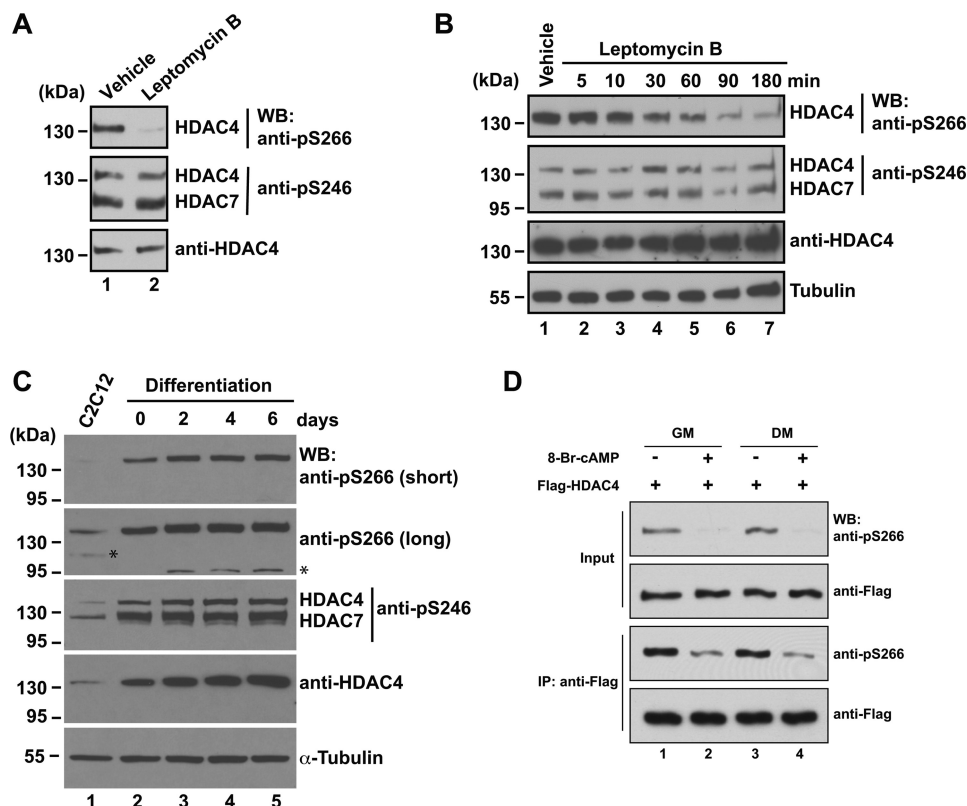 A
Vehicle
Leptomycin B
(kDa)
130
HDAC4
WB:
anti-pS266
130
HDAC4
HDAC7
anti-pS246
130
anti-HDAC4
1 2
B
Vehicle
Leptomycin B
(kDa)
5 10 30 60 90 180 min
130
HDAC4
WB:
anti-pS266
130
95
HDAC4
HDAC7
anti-pS246
130
anti-HDAC4
55
Tubulin
1 2 3 4 5 6 7
C
C2C12
Differentiation
0 2 4 6 days
(kDa)
130
95
WB:
anti-pS266 (short)
130
95
anti-pS266 (long)
*
*
130
95
HDAC4
HDAC7
anti-pS246
130
95
anti-HDAC4
55
α-Tubulin
1 2 3 4 5
D
GM DM
8-Br-cAMP - + - +
Flag-HDAC4 + + + +
Input
WB:
anti-pS266
anti-Flag
IP: anti-Flag
anti-pS266
anti-Flag
1 2 3 4